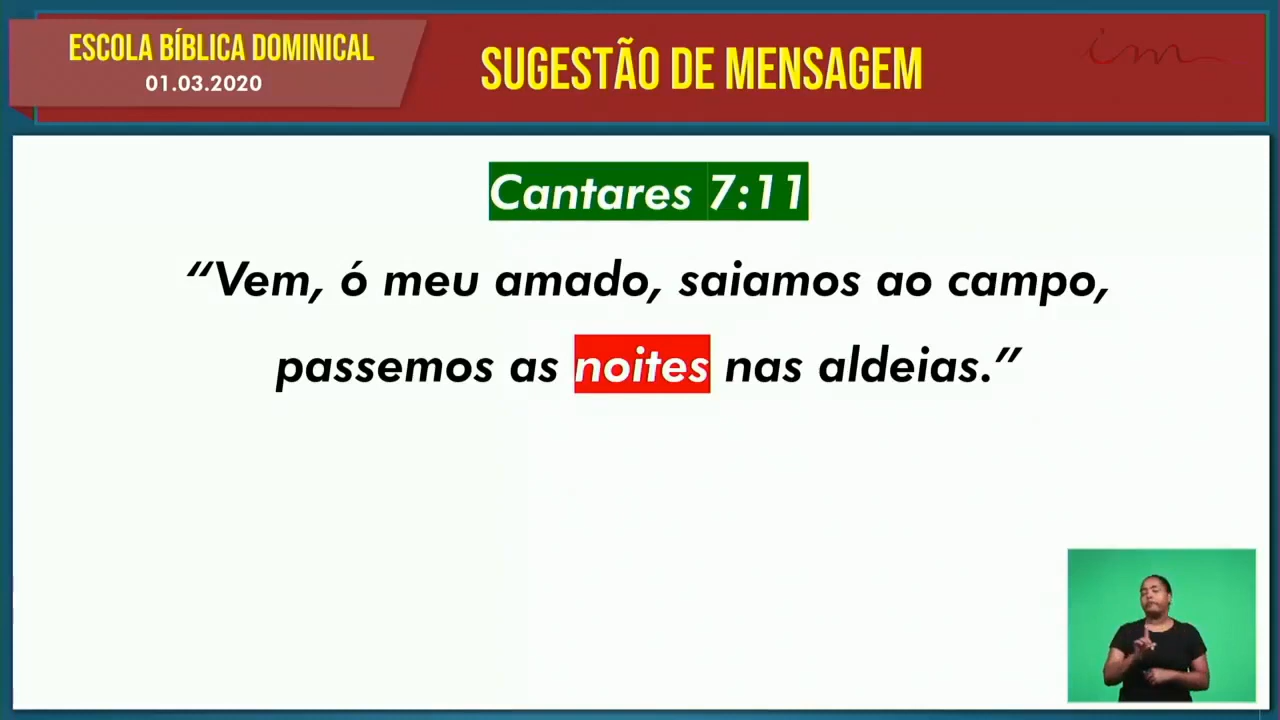 ESCOLA BÍBLICA DOMINICAL
01.03.2020
SUGESTÃO DE MENSAGEM
im
Cantares 7:11
“Vem, ó meu amado, saiamos ao campo,
passemos as noites nas aldeias.”